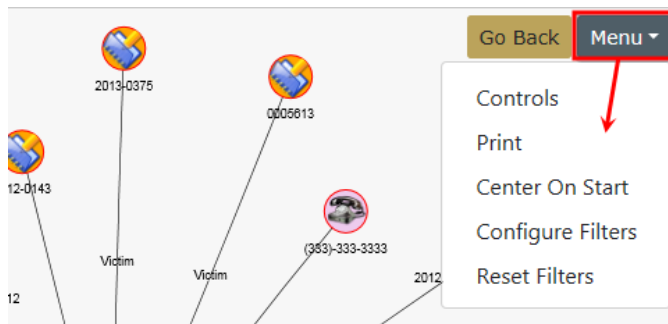 Go Back
Menu
2013-0375
0005613
Controls
Print
12-0143
Center On Start
(333)-333-3333
Configure Filters
Victim
Victim
2012
Reset Filters
12